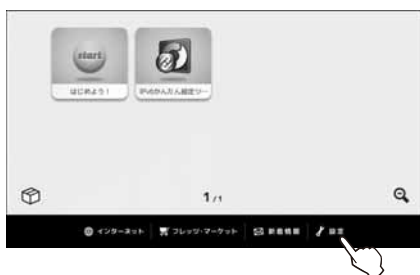 start
はじめよう！
IPv6かんたん設定ツ…
1/1
インターネット
フレッツ・マーケット
新着情報
設定